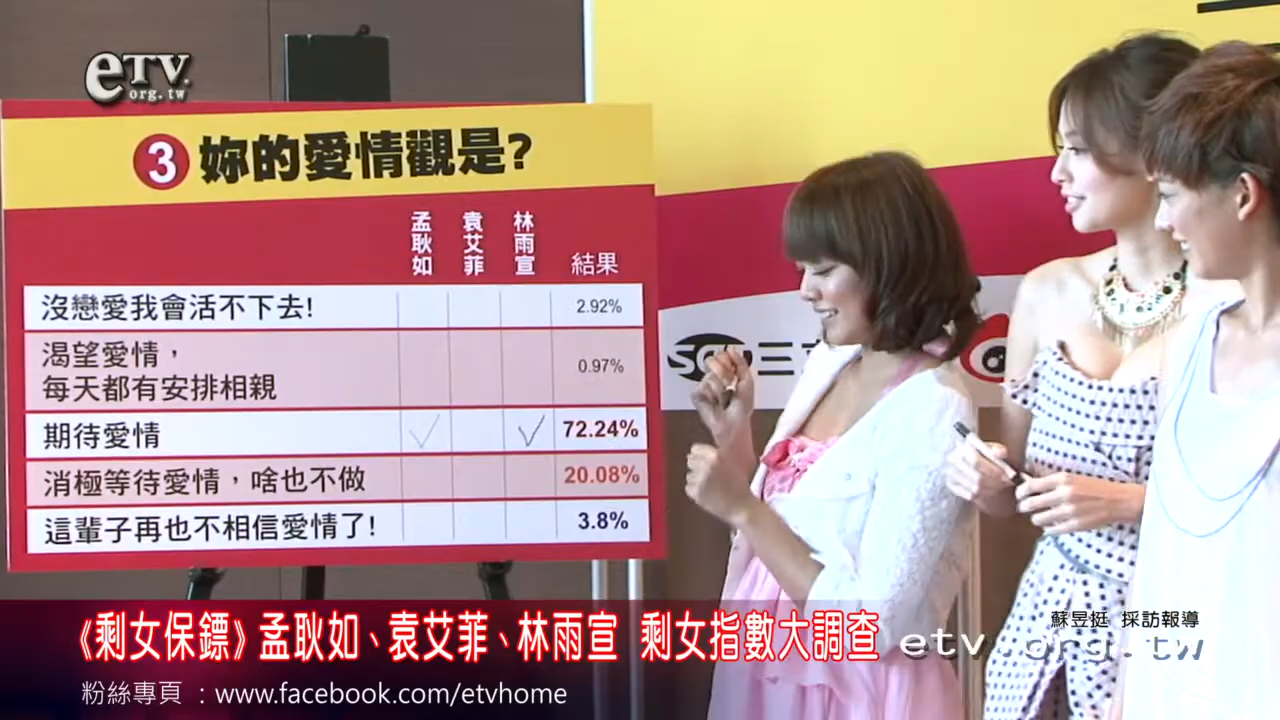 eTV.
org.tw
3 妳的愛情觀是?
孟耿如 袁艾菲 林雨宣 結果
沒戀愛我會活不下去! 2.92%
渴望愛情，
每天都有安排相親 0.97%
期待愛情 72.24%
消極等待愛情，啥也不做 20.08%
這輩子再也不相信愛情了! 3.8%
三立
蘇昱挺 採訪報導
《剩女保鏢》孟耿如、袁艾菲、林雨宣 剩女指數大調查
etv.org.tw
粉絲專頁 ：www.facebook.com/etvhome